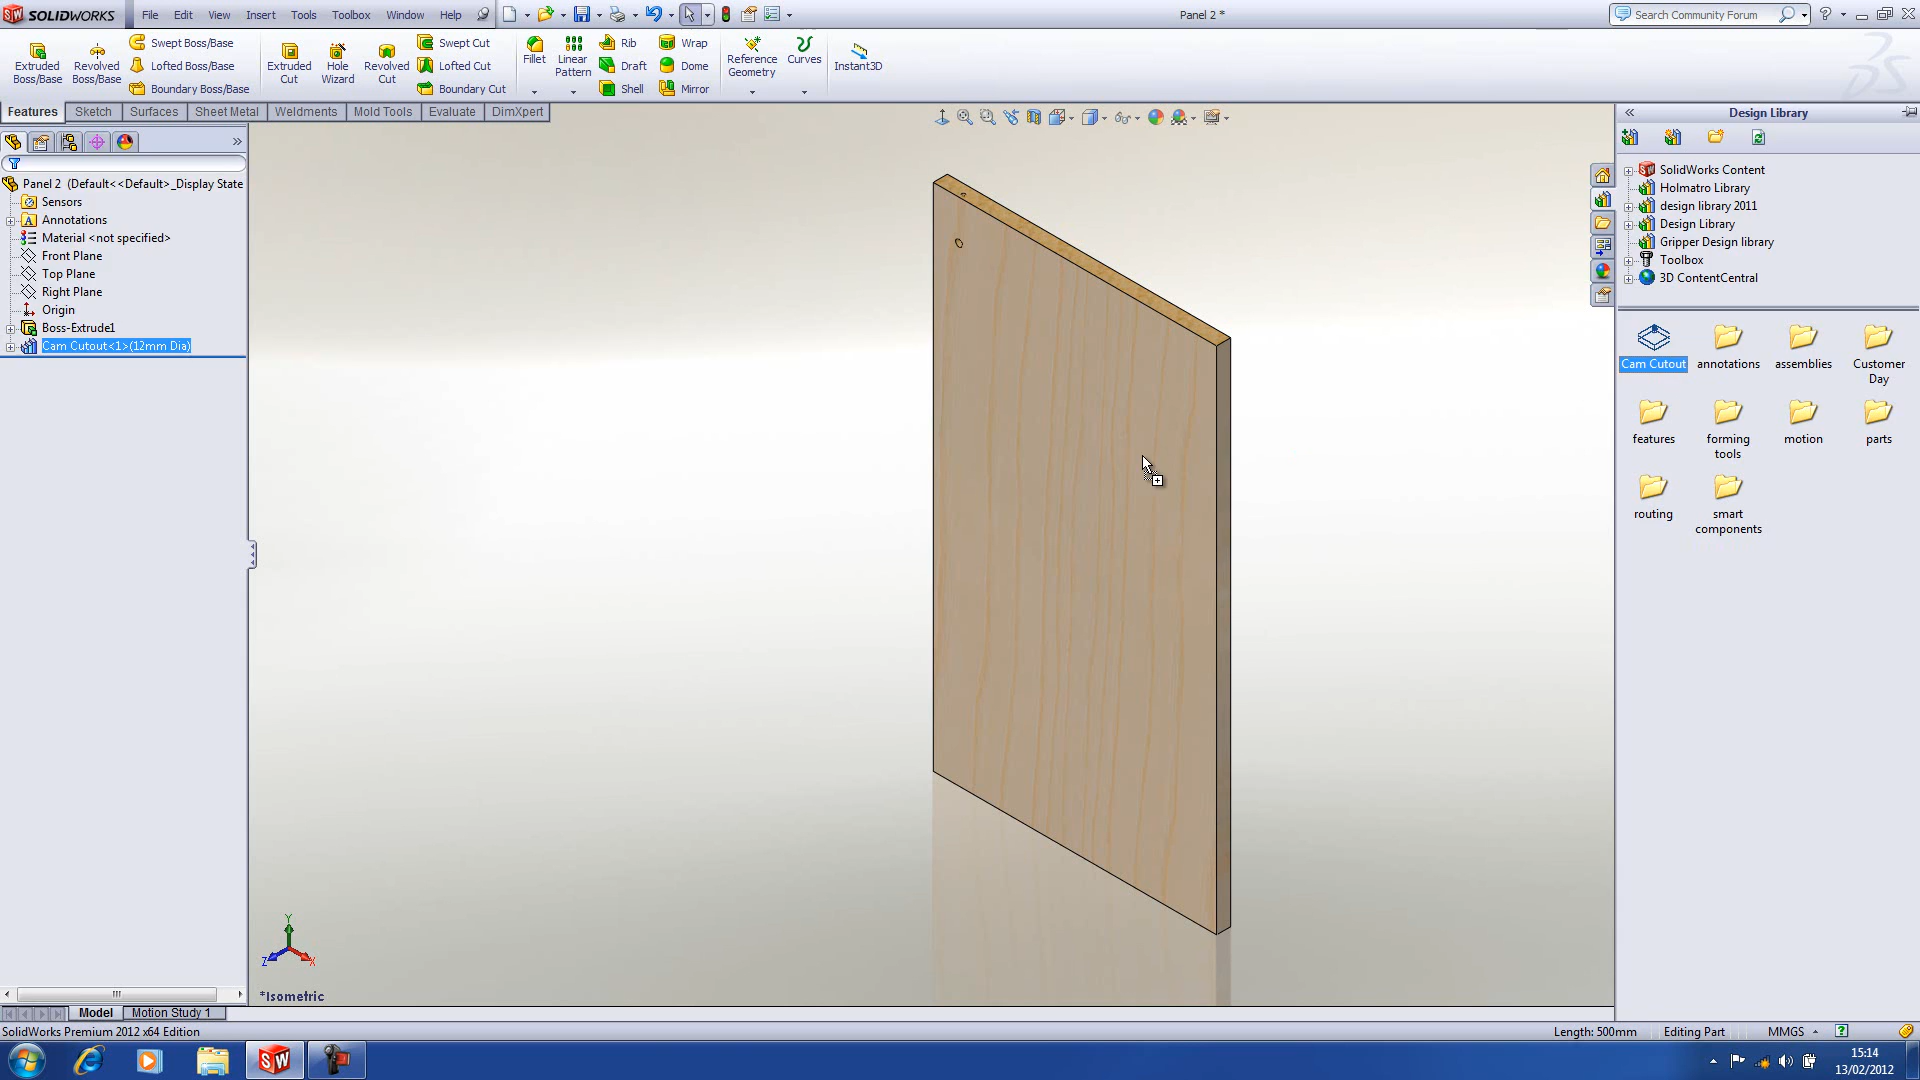 SOLIDWORKS File Edit View Insert Tools Toolbox Window Help Panel 2 * Search Community Forum
Extruded Boss/Base
Revolved Boss/Base
Swept Boss/Base
Lofted Boss/Base
Boundary Boss/Base
Extruded Cut
Hole Wizard
Revolved Cut
Swept Cut
Lofted Cut
Boundary Cut
Fillet
Linear Pattern
Rib
Draft
Shell
Wrap
Dome
Mirror
Reference Geometry
Curves
Instant3D
Features Sketch Surfaces Sheet Metal Weldments Mold Tools Evaluate DimXpert
Panel 2 (Default<<Default>_Display State
Sensors
Annotations
Material <not specified>
Front Plane
Top Plane
Right Plane
Origin
Boss-Extrude1
Cam Cutout<1>(12mm Dia)
Y
Z
X
*Isometric
Design Library
SolidWorks Content
Holmatro Library
design library 2011
Design Library
Gripper Design library
Toolbox
3D ContentCentral
Cam Cutout
annotations
assemblies
Customer Day
features
forming tools
motion
parts
routing
smart components
Model Motion Study 1
SolidWorks Premium 2012 x64 Edition Length: 500mm Editing Part MMGS
15:14
13/02/2012